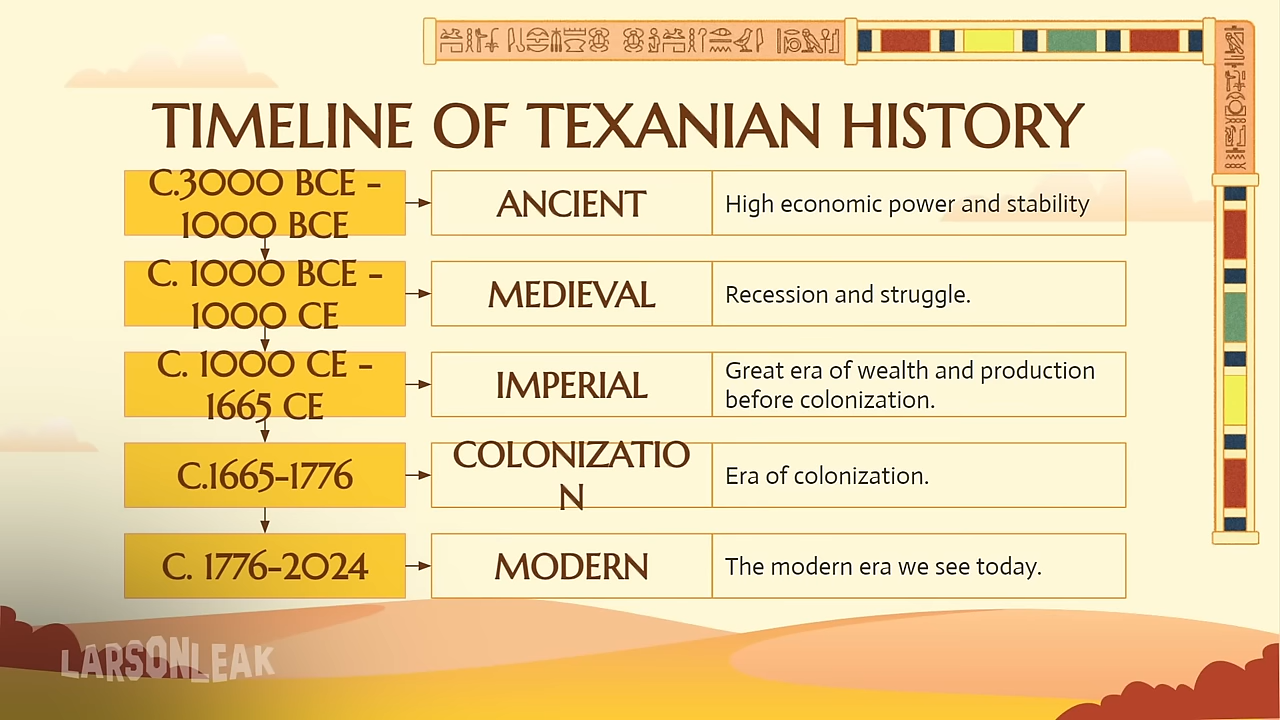 TIMELINE OF TEXANIAN HISTORY
C.3000 BCE -
1000 BCE
ANCIENT
High economic power and stability
C. 1000 BCE -
1000 CE
MEDIEVAL
Recession and struggle.
C. 1000 CE -
1665 CE
IMPERIAL
Great era of wealth and production
before colonization.
C.1665-1776
COLONIZATIO
N
Era of colonization.
C. 1776-2024
MODERN
The modern era we see today.
LARSONLEAK